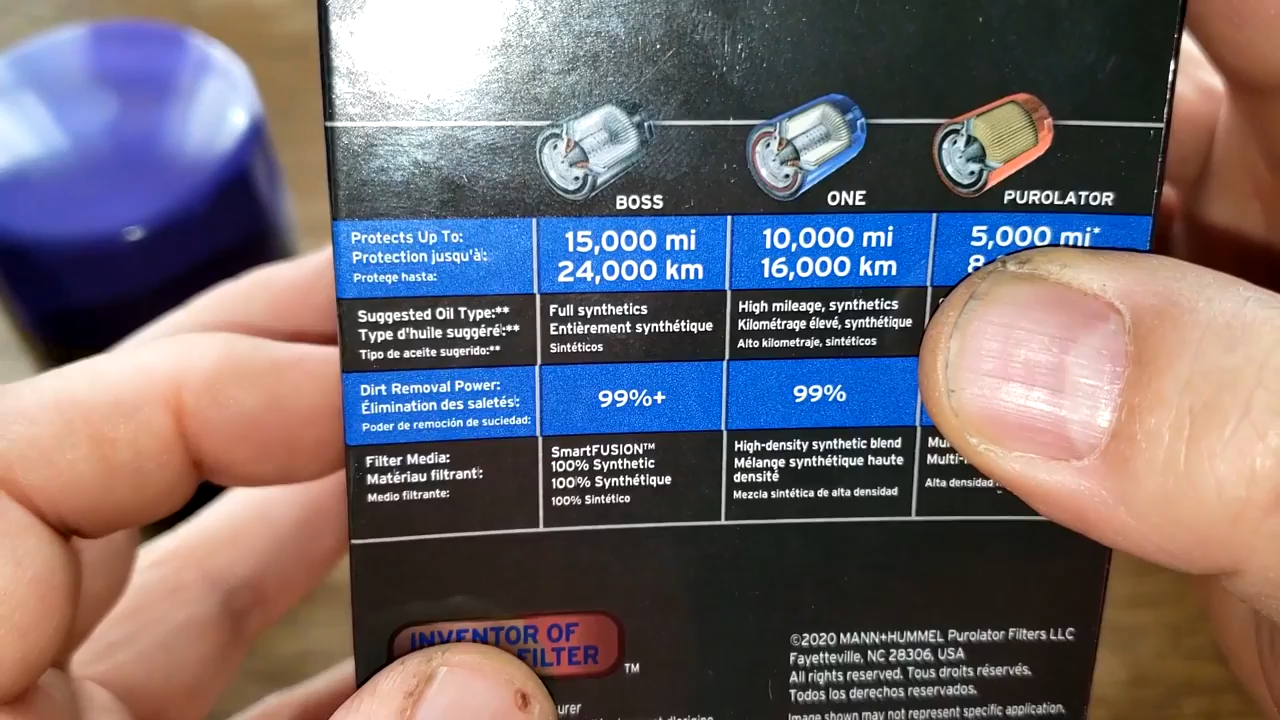 BOSS
ONE
PUROLATOR
Protects Up To:
Protection jusqu'à:
Protege hasta:
15,000 mi
24,000 km
10,000 mi
16,000 km
5,000 mi*
Suggested Oil Type:**
Type d'huile suggéré:**
Tipo de aceite sugerido:**
Full synthetics
Entièrement synthétique
Sintéticos
High mileage, synthetics
Kilométrage élevé, synthétique
Alto kilometraje, sintéticos
Dirt Removal Power:
Élimination des saletés:
Poder de remoción de suciedad:
99%+
99%
Filter Media:
Matériau filtrant:
Medio filtrante:
SmartFUSION™
100% Synthetic
100% Synthétique
100% Sintético
High-density synthetic blend
Mélange synthétique haute
densité
Mezcla sintética de alta densidad
Alta densidad
INVENTOR OF
FILTER
TM
©2020 MANN+HUMMEL Purolator Filters LLC
Fayetteville, NC 28306, USA
All rights reserved. Tous droits réservés.
Todos los derechos reservados.
Image shown may not represent specific application.